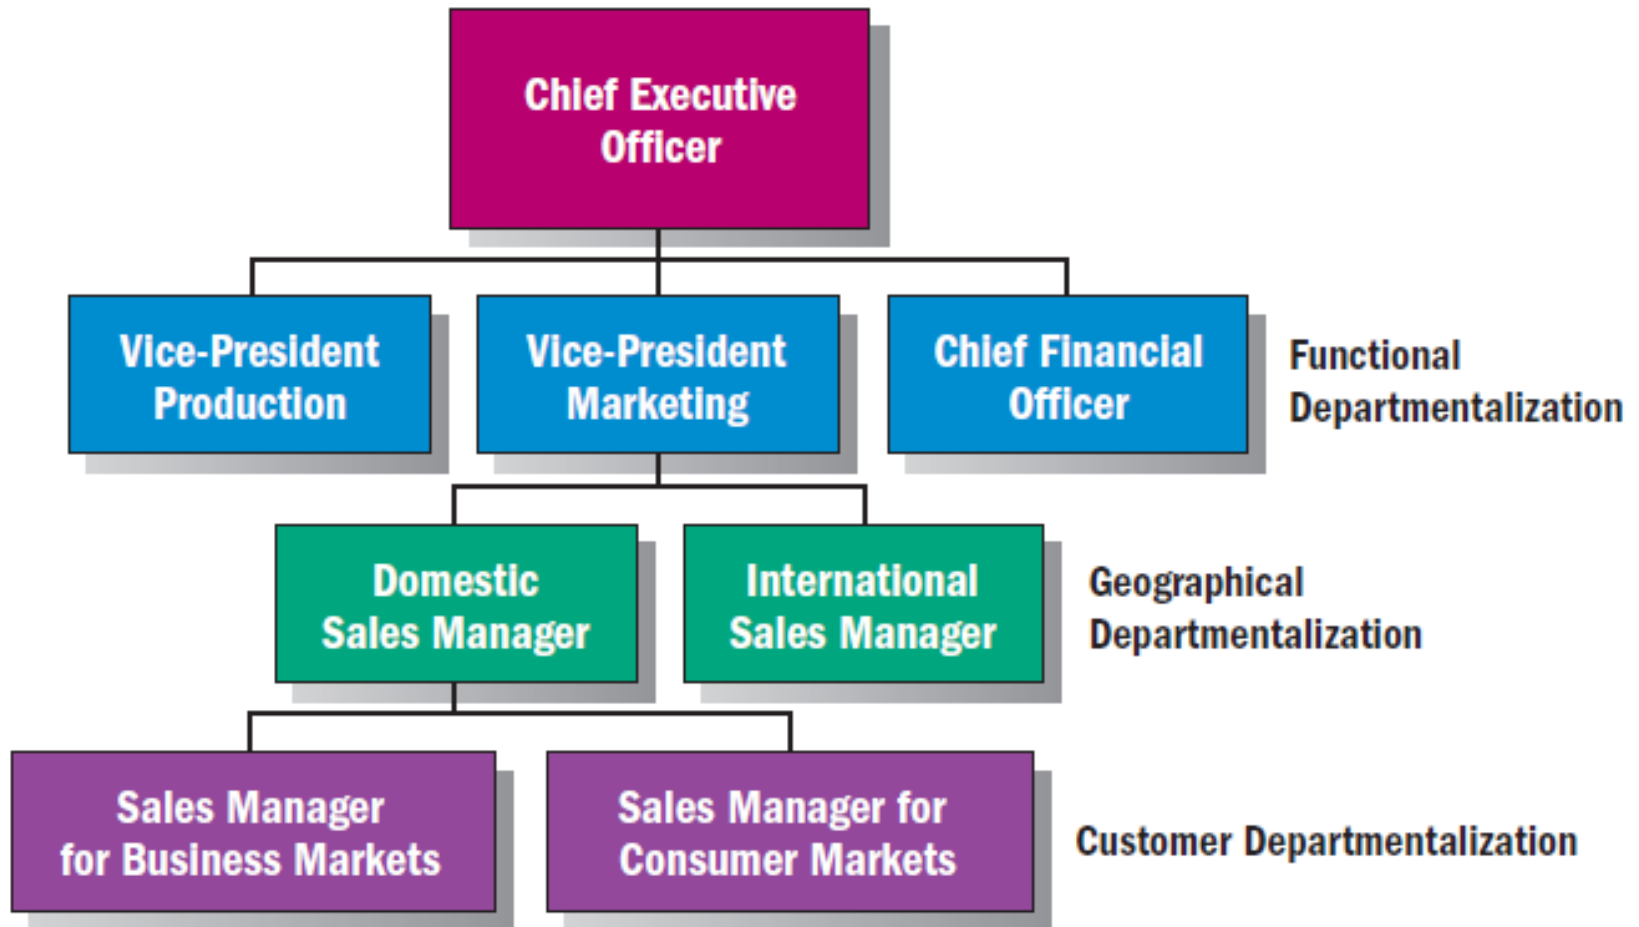 Chief Executive
Officer
Vice-President
Production
Vice-President
Marketing
Chief Financial
Officer
Functional
Departmentalization
Domestic
Sales Manager
International
Sales Manager
Geographical
Departmentalization
Sales Manager
for Business Markets
Sales Manager for
Consumer Markets
Customer Departmentalization